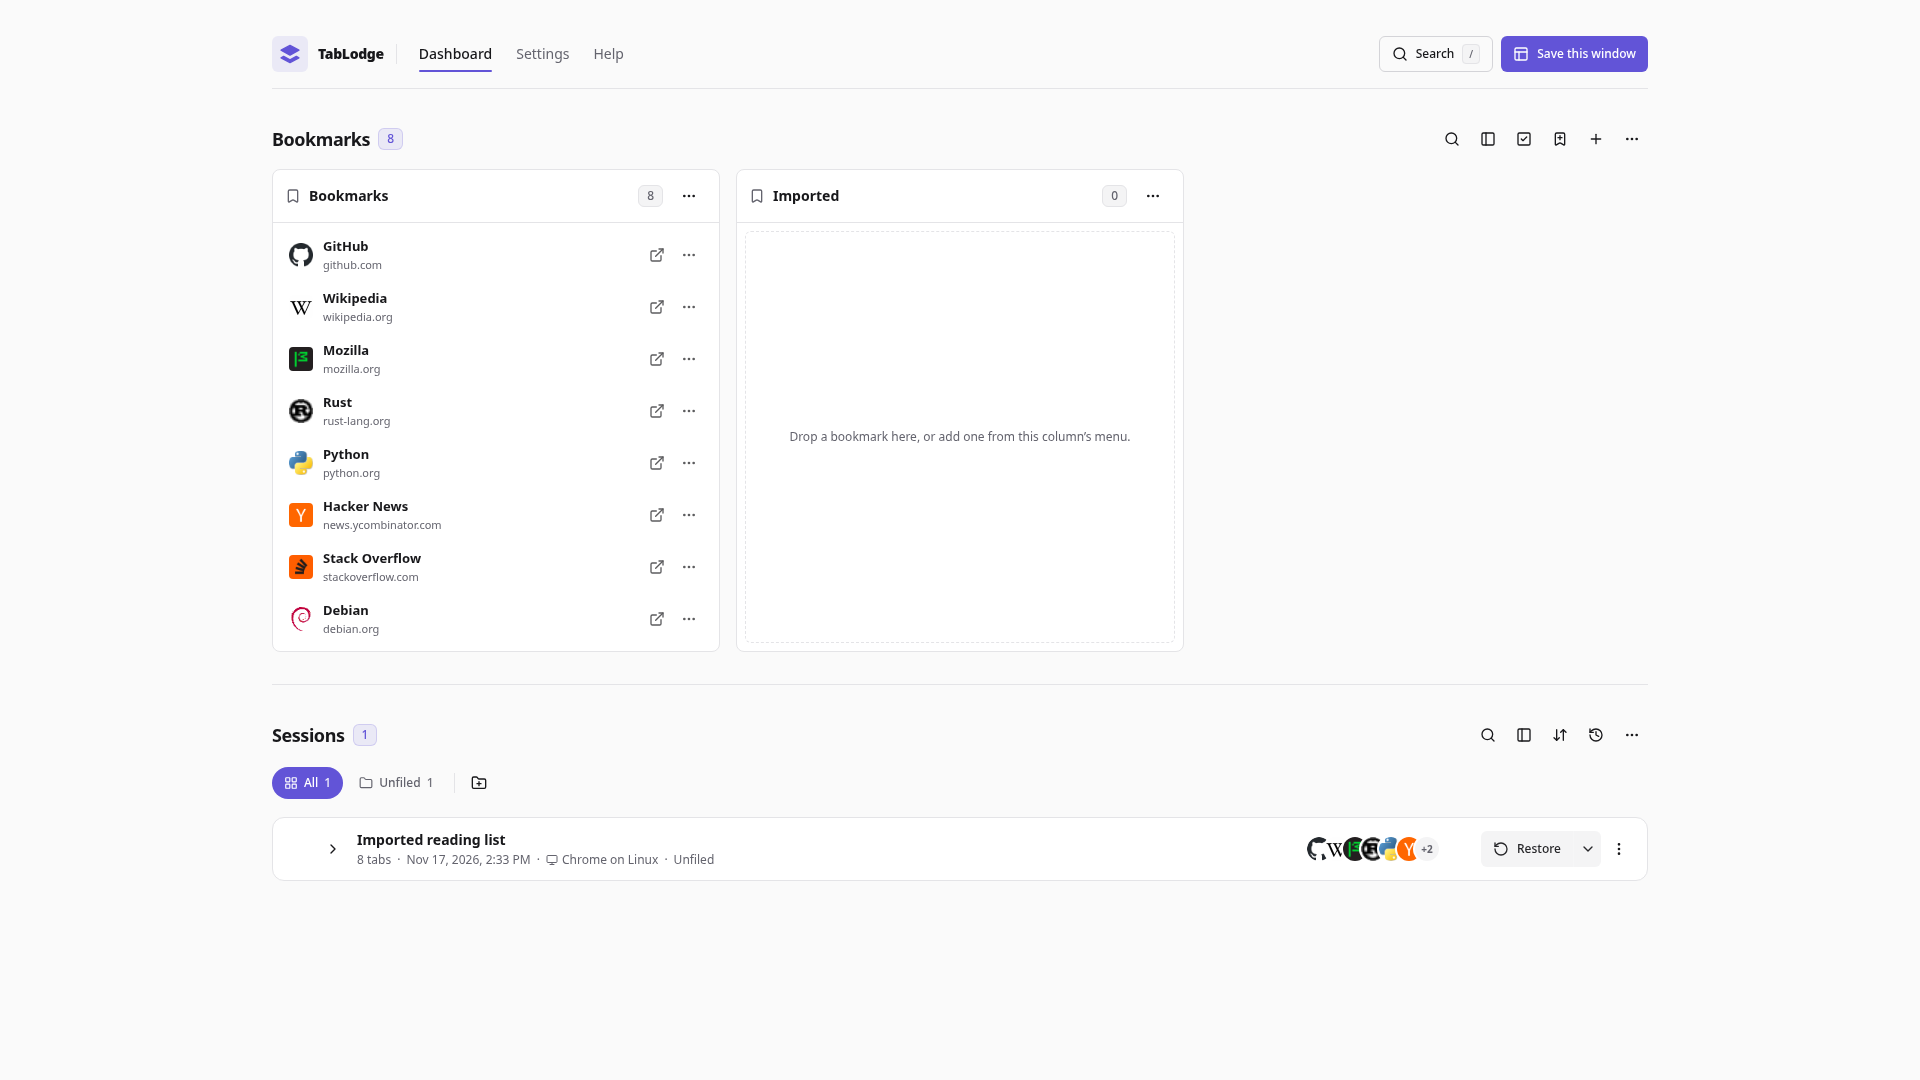 TabLodge
Dashboard
Settings
Help
Search /
Save this window
Bookmarks 8
Bookmarks 8
GitHub
github.com
Wikipedia
wikipedia.org
Mozilla
mozilla.org
Rust
rust-lang.org
Python
python.org
Hacker News
news.ycombinator.com
Stack Overflow
stackoverflow.com
Debian
debian.org
Imported 0
Drop a bookmark here, or add one from this column’s menu.
Sessions 1
All 1
Unfiled 1
Imported reading list
8 tabs · Nov 17, 2026, 2:33 PM · Chrome on Linux · Unfiled
+2
Restore